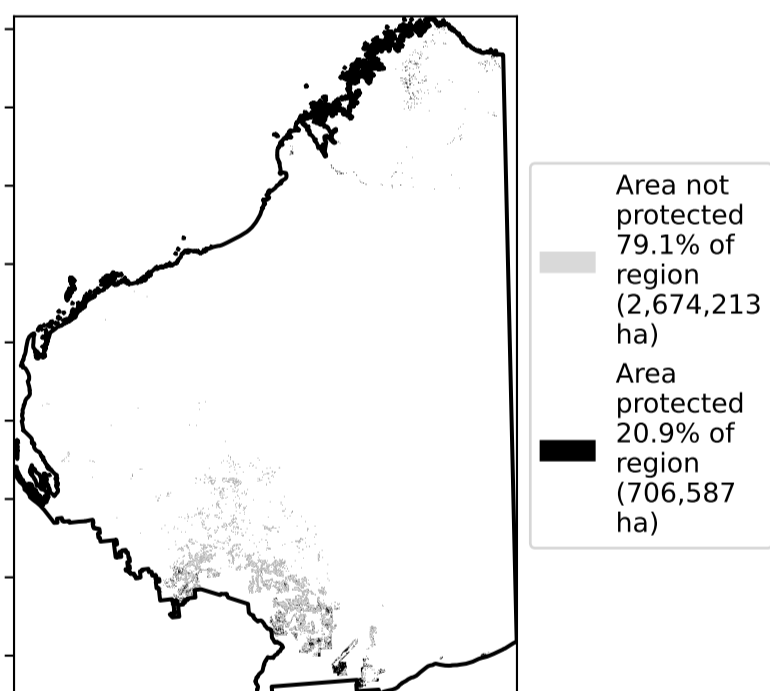 Area not
protected
79.1% of
region
(2,674,213
ha)
Area
protected
20.9% of
region
(706,587
ha)